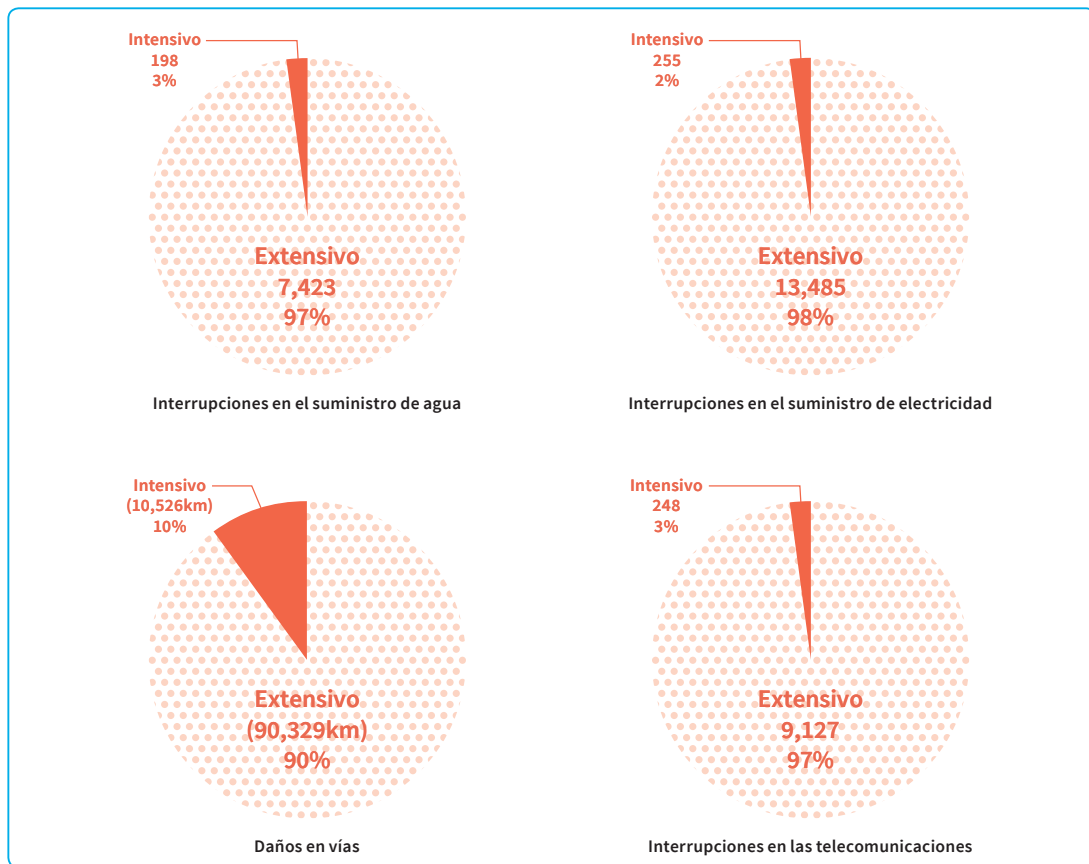 Intensivo
198
3%
Extensivo
7,423
97%
Interrupciones en el suministro de agua
Intensivo
255
2%
Extensivo
13,485
98%
Interrupciones en el suministro de electricidad
Intensivo
(10,526km)
10%
Extensivo
(90,329km)
90%
Daños en vías
Intensivo
248
3%
Extensivo
9,127
97%
Interrupciones en las telecomunicaciones